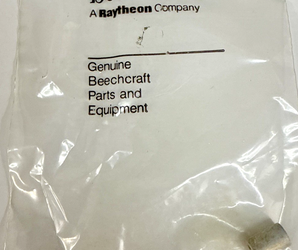 A Raytheon Company
Genuine
Beechcraft
Parts and
Equipment